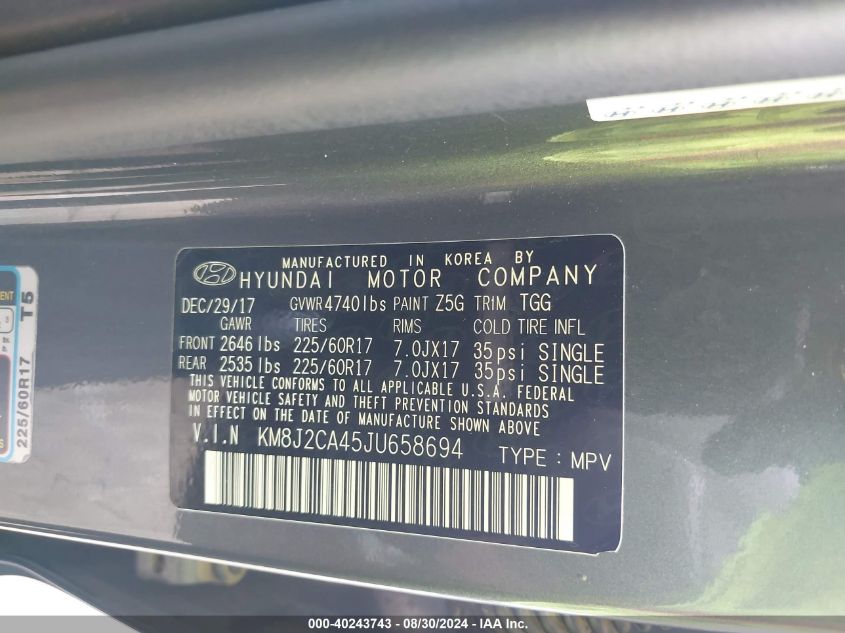 MANUFACTURED IN KOREA BY
HYUNDAI MOTOR COMPANY
DEC/29/17 GVWR4740lbs PAINT Z5G TRIM TGG
GAWR TIRES RIMS COLD TIRE INFL
FRONT 2646lbs 225/60R17 7.0JX17 35psi SINGLE
REAR 2535lbs 225/60R17 7.0JX17 35psi SINGLE
THIS VEHICLE CONFORMS TO ALL APPLICABLE U.S.A. FEDERAL
MOTOR VEHICLE SAFETY AND THEFT PREVENTION STANDARDS
IN EFFECT ON THE DATE OF MANUFACTURE SHOWN ABOVE
V.I.N KM8J2CA45JU658694 TYPE : MPV
225/60R17 T5
000-40243743 - 08/30/2024 - IAA Inc.